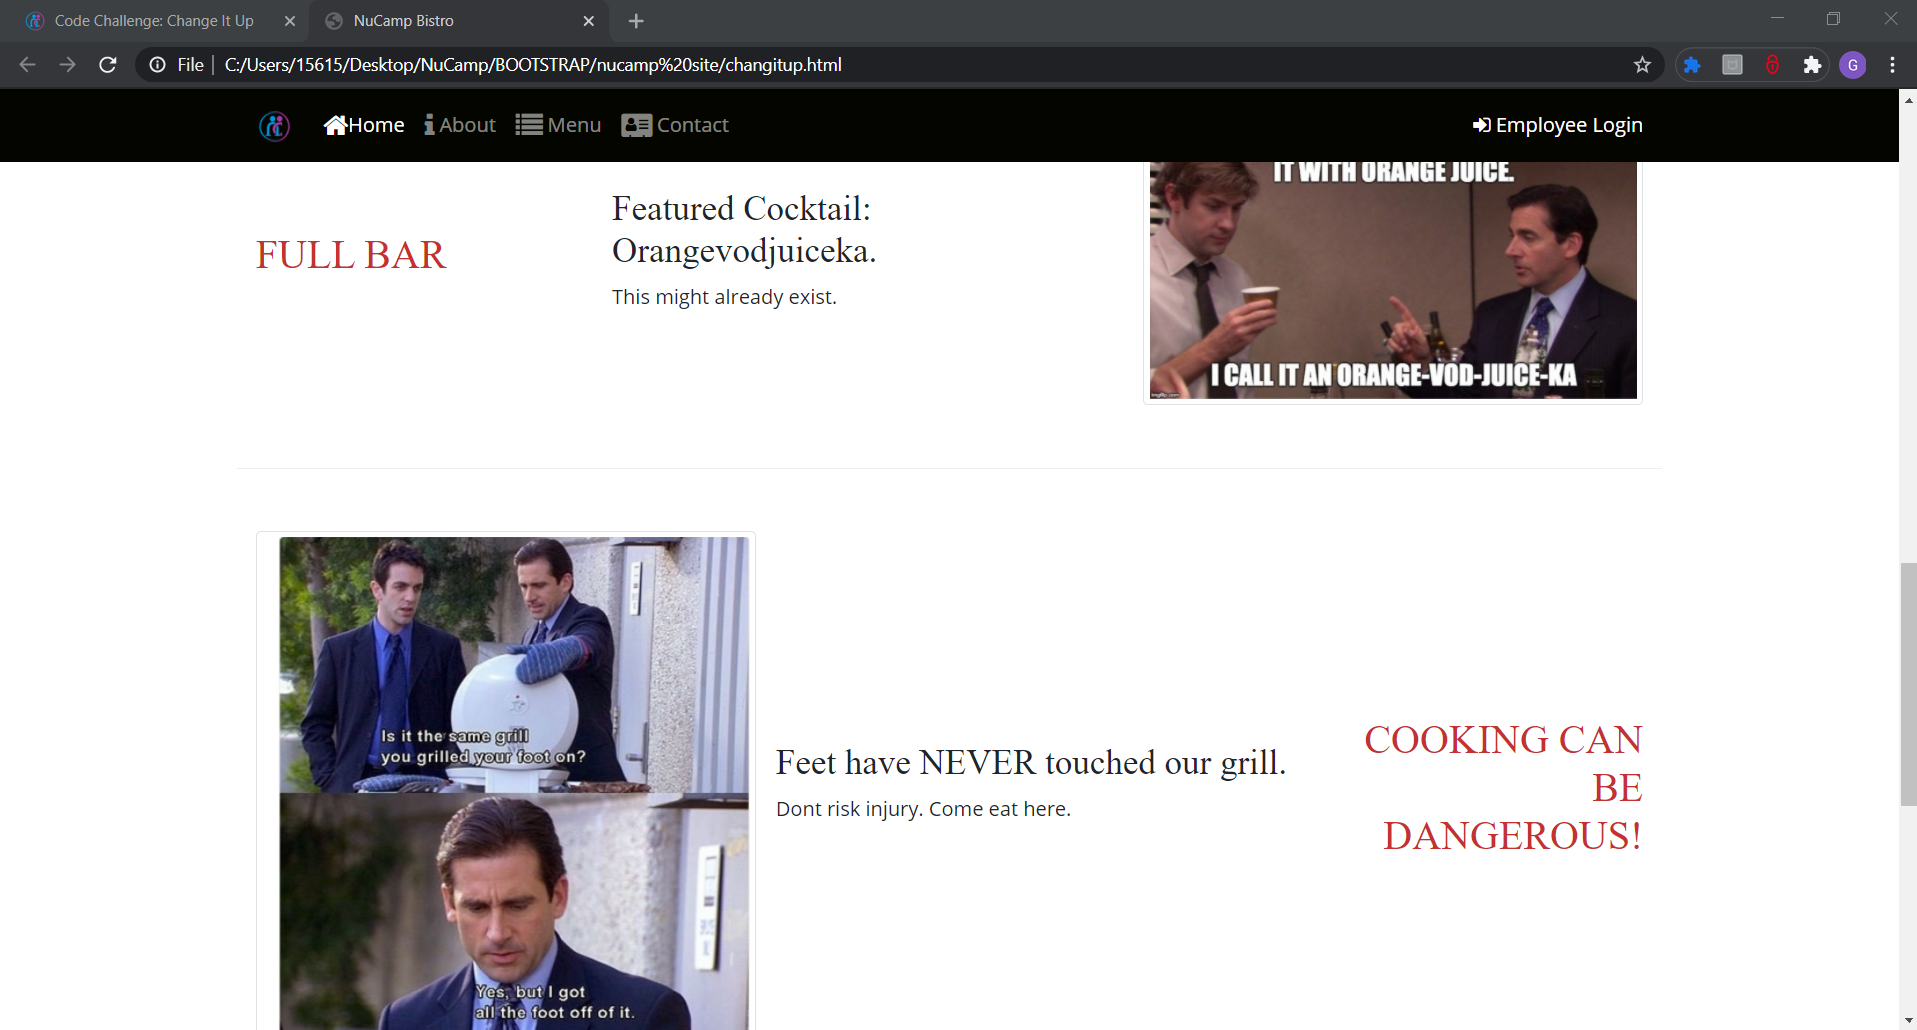 Code Challenge: Change It Up
NuCamp Bistro
File
C:/Users/15615/Desktop/NuCamp/BOOTSTRAP/nucamp%20site/changitup.html
G
Home
About
Menu
Contact
Employee Login
FULL BAR
Featured Cocktail:
Orangevodjuiceka.
This might already exist.
IT WITH ORANGE JUICE.
I CALL IT AN ORANGE-VOD-JUICE-KA
imgflip.com
Is it the same grill
you grilled your foot on?
Yes, but I got
all the foot off of it.
Feet have NEVER touched our grill.
Dont risk injury. Come eat here.
COOKING CAN
BE
DANGEROUS!